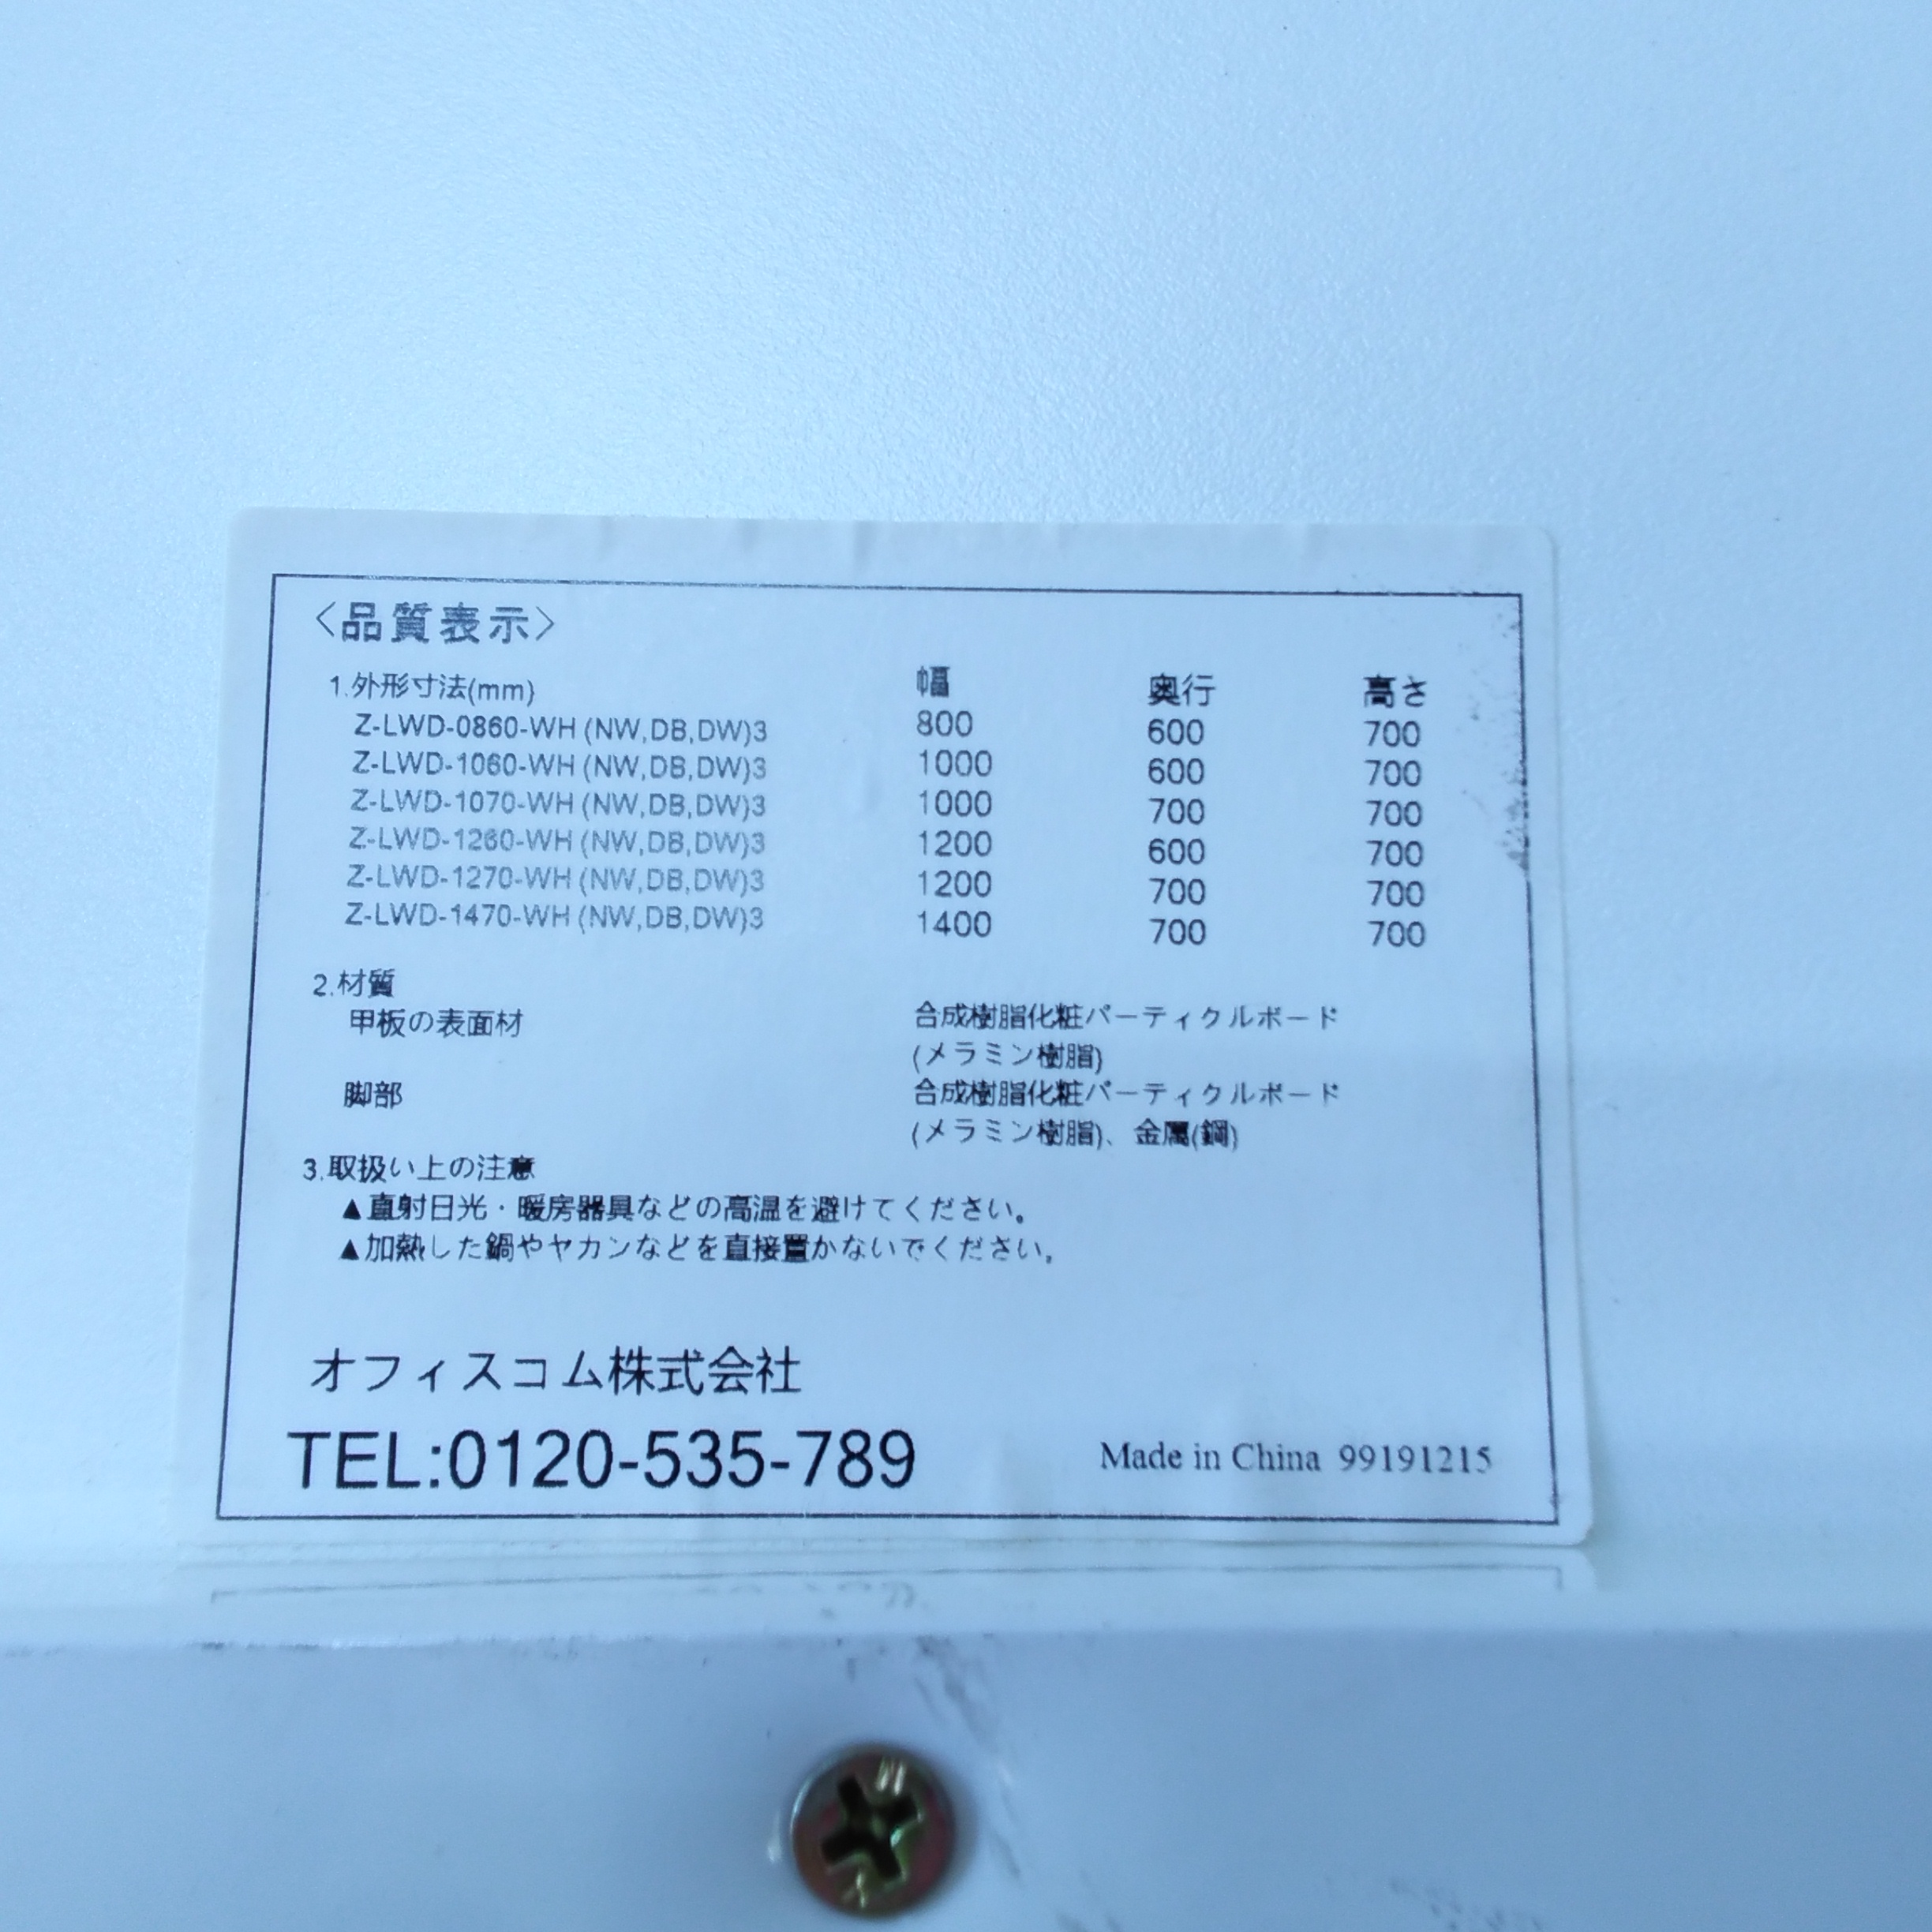 〈品質表示〉
1.外形寸法(mm) 幅 奥行 高さ
Z-LWD-0860-WH(NW,DB,DW)3 800 600 700
Z-LWD-1060-WH(NW,DB,DW)3 1000 600 700
Z-LWD-1070-WH(NW,DB,DW)3 1000 700 700
Z-LWD-1260-WH(NW,DB,DW)3 1200 600 700
Z-LWD-1270-WH(NW,DB,DW)3 1200 700 700
Z-LWD-1470-WH(NW,DB,DW)3 1400 700 700
2.材質
甲板の表面材 合成樹脂化粧パーティクルボード
(メラミン樹脂)
脚部 合成樹脂化粧パーティクルボード
(メラミン樹脂)、金属(鋼)
3.取扱い上の注意
▲直射日光・暖房器具などの高温を避けてください。
▲加熱した鍋やヤカンなどを直接置かないでください。
オフィスコム株式会社
TEL:0120-535-789 Made in China 99191215